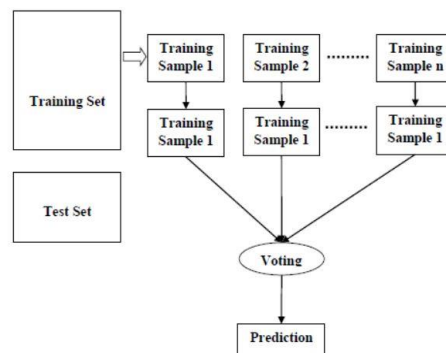 Training Set
Training
Sample 1
Training
Sample 2
Training
Sample n
Training
Sample 1
Training
Sample 1
Training
Sample 1
Test Set
Voting
Prediction